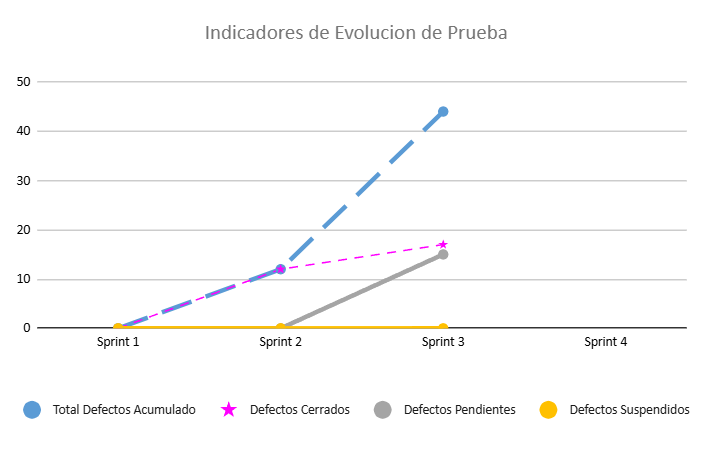 Indicadores de Evolucion de Prueba
50
40
30
20
10
0
Sprint 1 Sprint 2 Sprint 3 Sprint 4
Total Defectos Acumulado Defectos Cerrados Defectos Pendientes Defectos Suspendidos